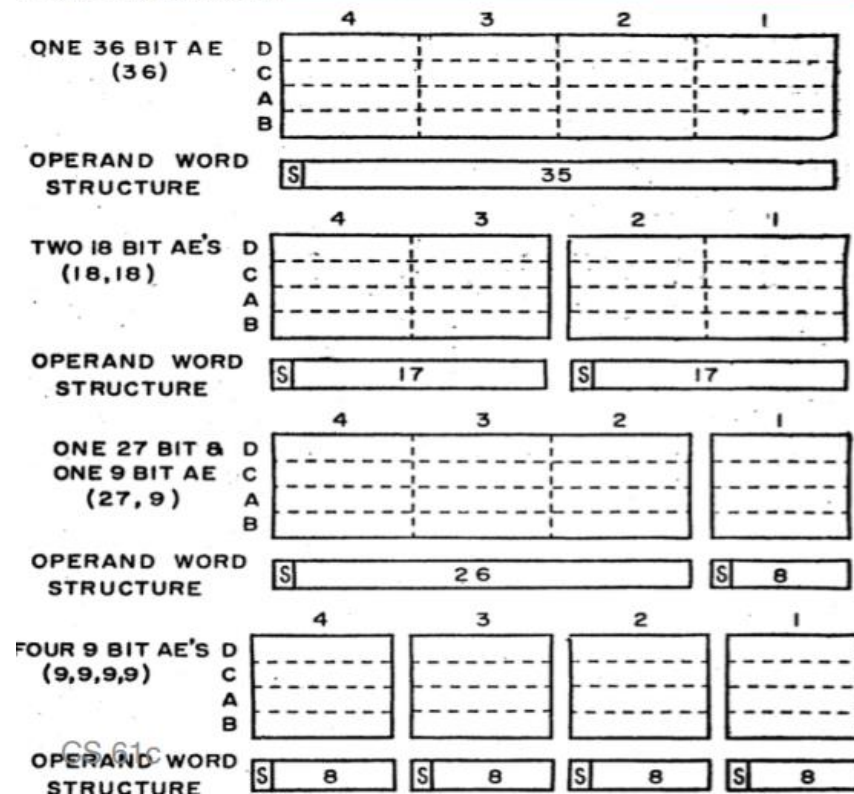 4 3 2 1
ONE 36 BIT AE
(36)
D
C
A
B
OPERAND WORD
STRUCTURE
S 35
4 3 2 1
TWO 18 BIT AE'S
(18,18)
D
C
A
B
OPERAND WORD
STRUCTURE
S 17 S 17
4 3 2 1
ONE 27 BIT &
ONE 9 BIT AE
(27,9)
D
C
A
B
OPERAND WORD
STRUCTURE
S 26 S 8
4 3 2 1
FOUR 9 BIT AE'S
(9,9,9,9)
D
C
A
B
CS 61c
OPERAND WORD
STRUCTURE
S 8 S 8 S 8 S 8